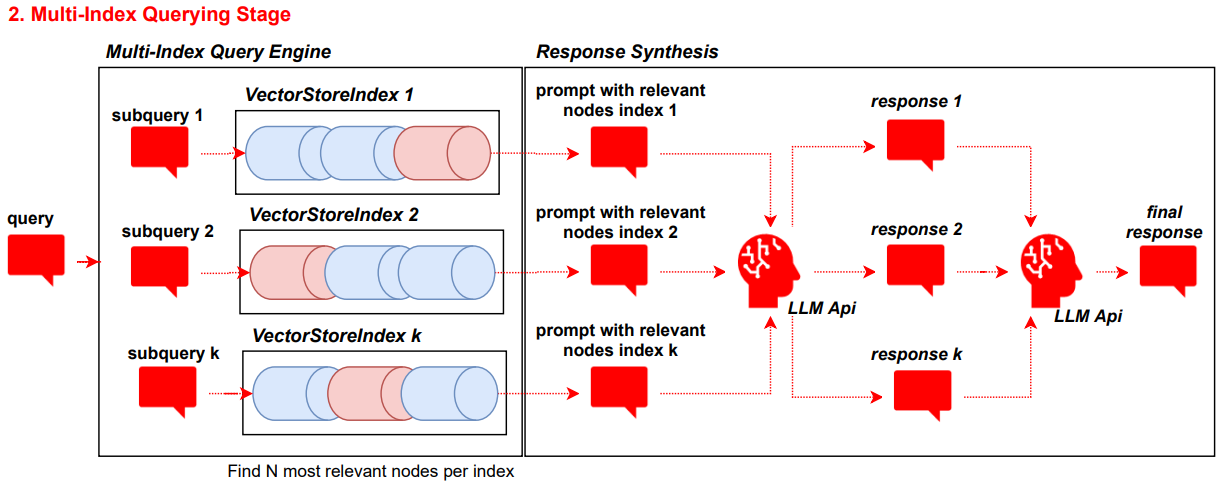 2. Multi-Index Querying Stage
Multi-Index Query Engine
Response Synthesis
query
subquery 1
VectorStoreIndex 1
prompt with relevant
nodes index 1
response 1
subquery 2
VectorStoreIndex 2
prompt with relevant
nodes index 2
LLM Api
response 2
LLM Api
final
response
subquery k
VectorStoreIndex k
prompt with relevant
nodes index k
response k
Find N most relevant nodes per index